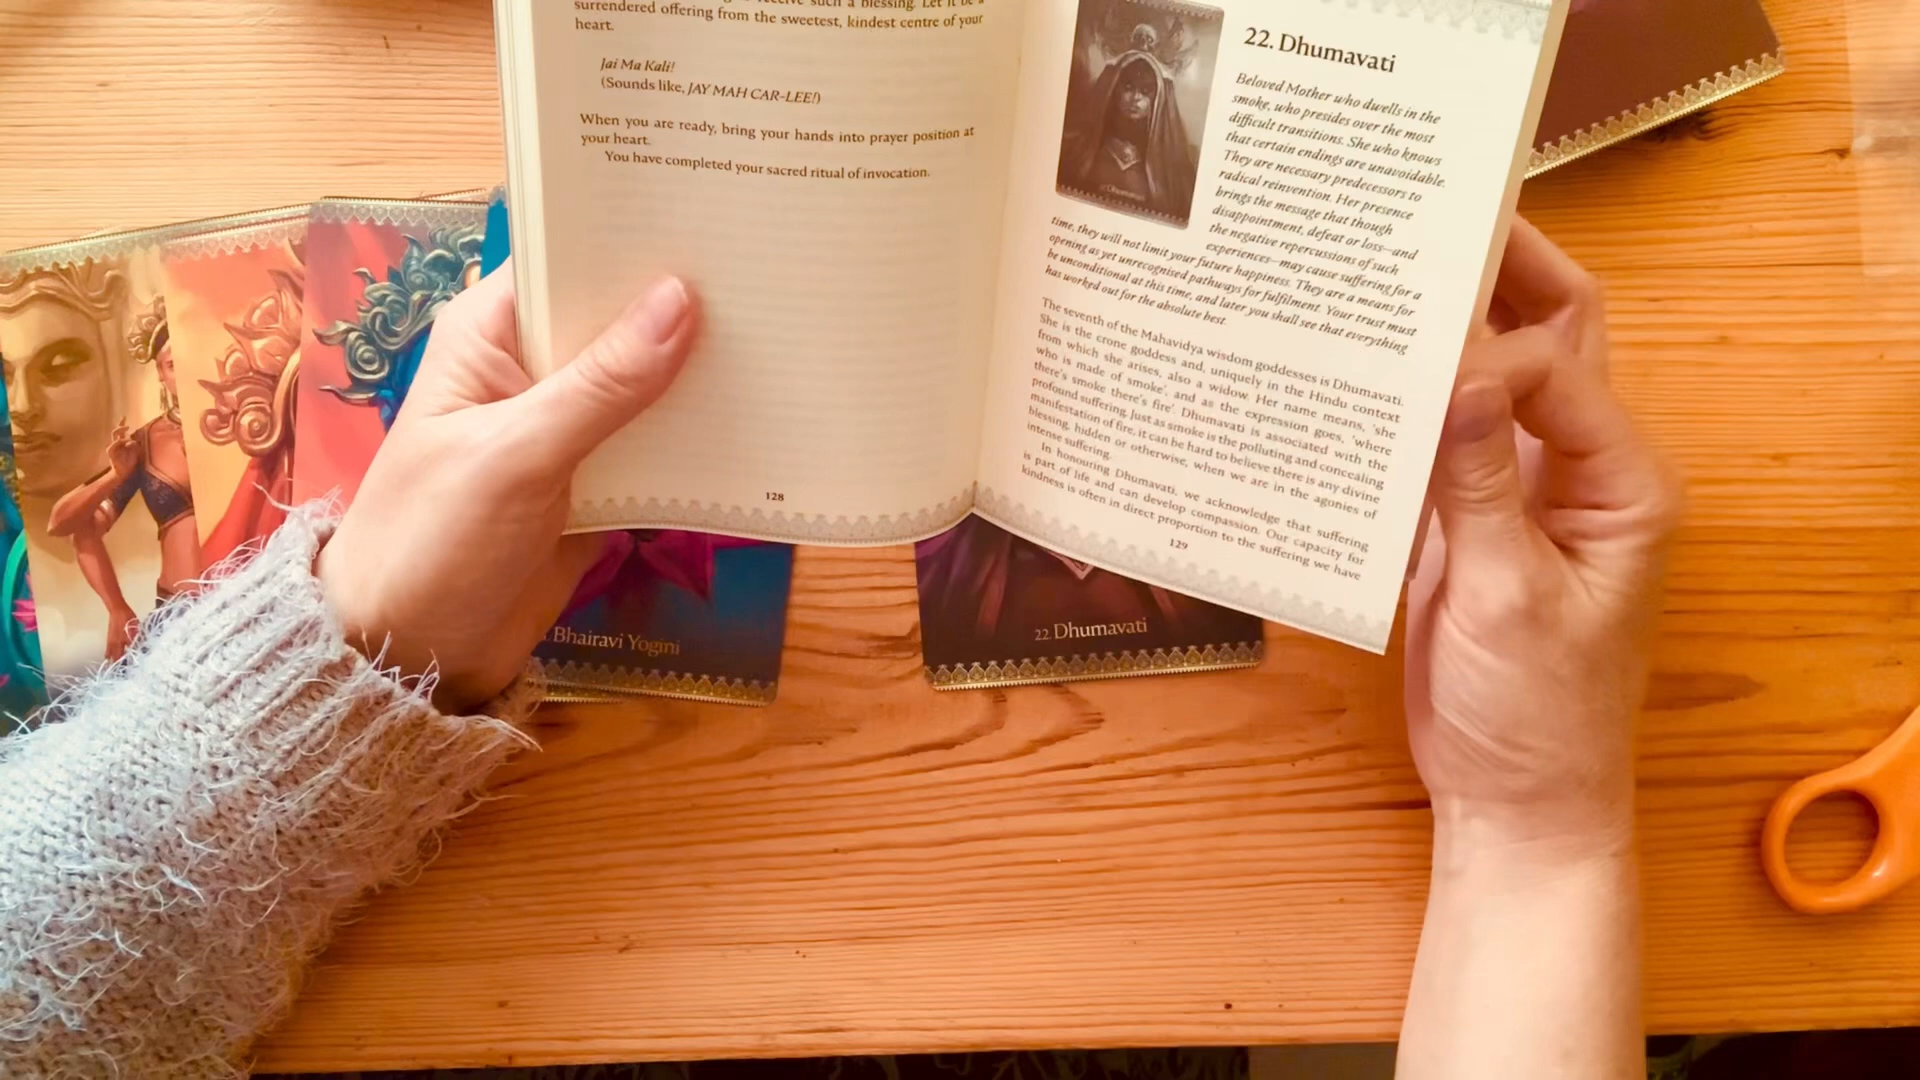 receive such a blessing. Let it be a
surrendered offering from the sweetest, kindest centre of your
heart.
Jai Ma Kali!
(Sounds like, JAY MAH CAR-LEE!)
When you are ready, bring your hands into prayer position at
your heart.
You have completed your sacred ritual of invocation.
128
22. Dhumavati
22. Dhumavati
Beloved Mother who dwells in the
smoke, who presides over the most
difficult transitions. She who knows
that certain endings are unavoidable.
They are necessary predecessors to
radical reinvention. Her presence
brings the message that though
disappointment, defeat or loss—and
the negative repercussions of such
experiences—may cause suffering for a
time, they will not limit your future happiness. They are a means for
opening as yet unrecognised pathways for fulfilment. Your trust must
be unconditional at this time, and later you shall see that everything
has worked out for the absolute best.
The seventh of the Mahavidya wisdom goddesses is Dhumavati.
She is the crone goddess and, uniquely in the Hindu context
from which she arises, also a widow. Her name means, 'she
who is made of smoke', and as the expression goes, 'where
there's smoke there's fire'. Dhumavati is associated with the
profound suffering. Just as smoke is the polluting and concealing
manifestation of fire, it can be hard to believe there is any divine
blessing, hidden or otherwise, when we are in the agonies of
intense suffering.
In honouring Dhumavati, we acknowledge that suffering
is part of life and can develop compassion. Our capacity for
kindness is often in direct proportion to the suffering we have
129
Bhairavi Yogini
22. Dhumavati